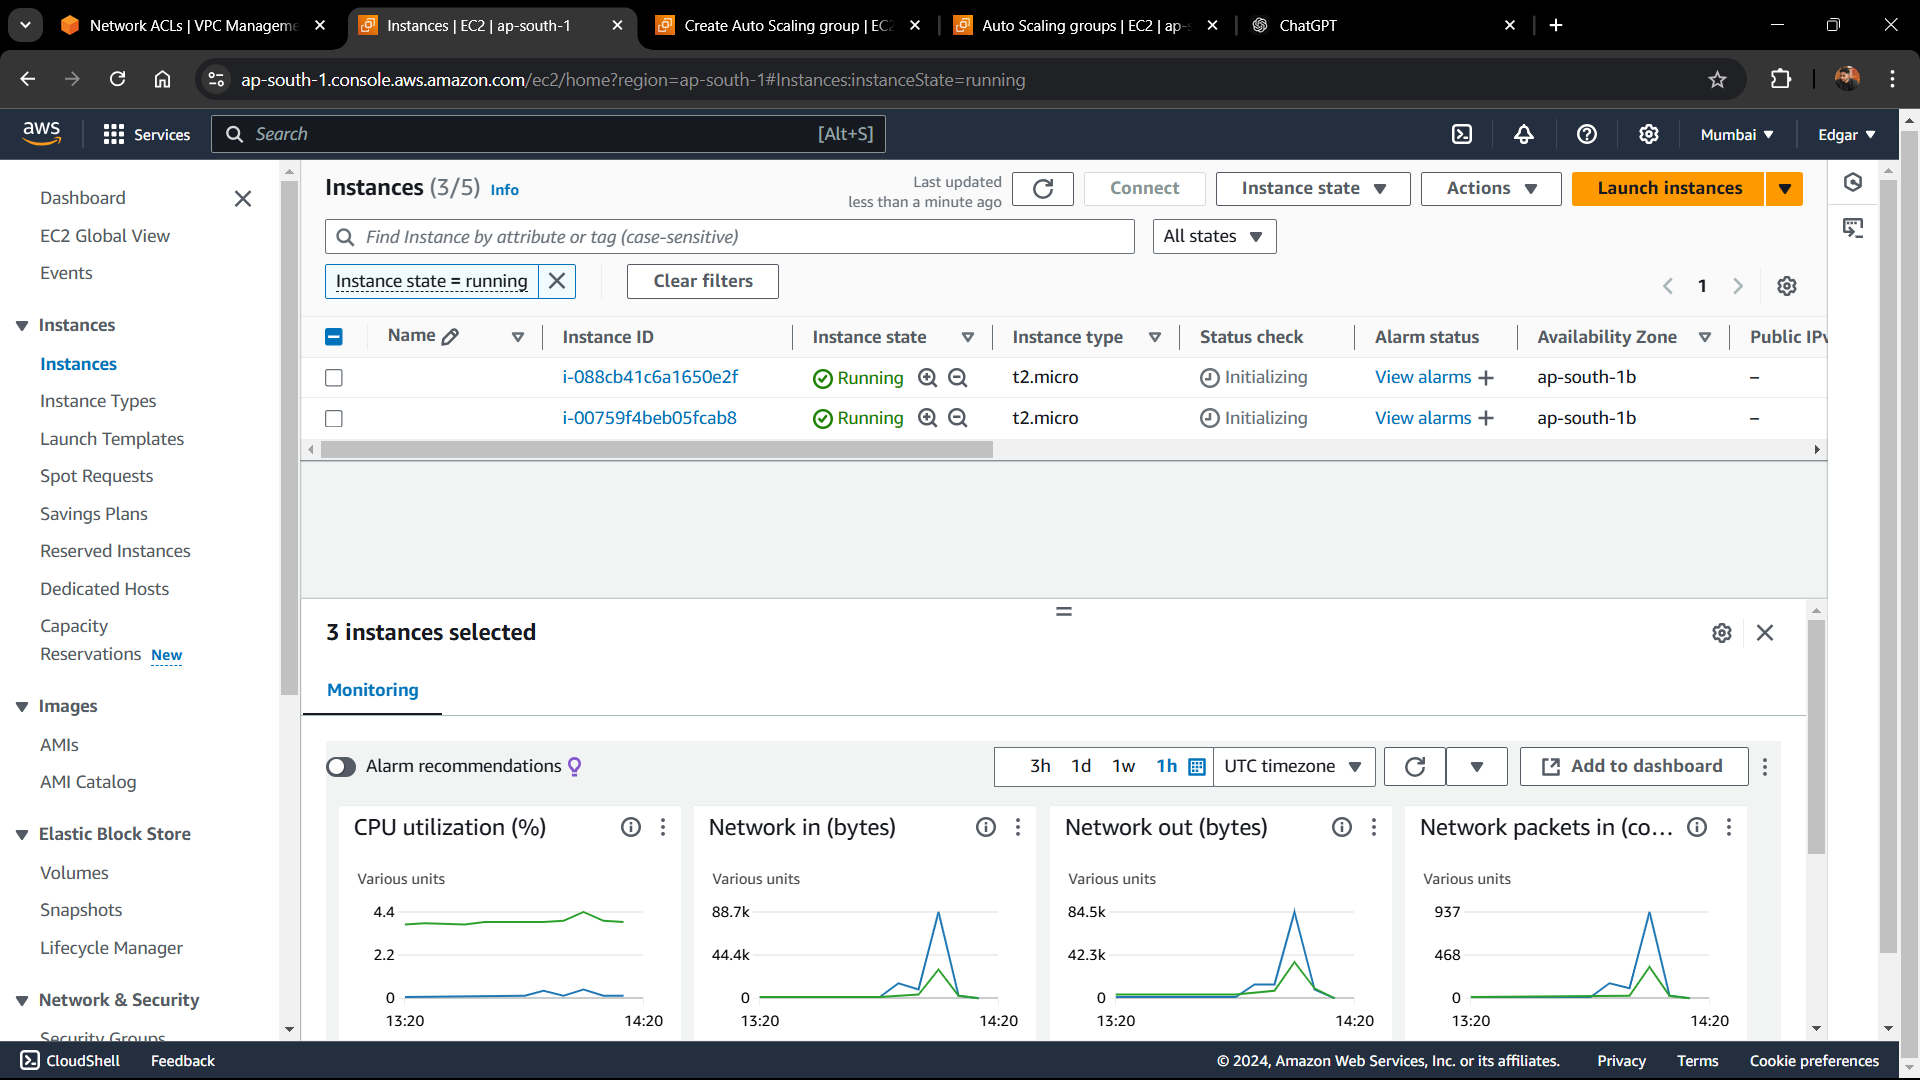 Network ACLs | VPC Manageme
Instances | EC2 | ap-south-1
Create Auto Scaling group | EC
Auto Scaling groups | EC2 | ap-
ChatGPT
ap-south-1.console.aws.amazon.com/ec2/home?region=ap-south-1#Instances:instanceState=running
aws
Services
Search
[Alt+S]
Mumbai
Edgar
Dashboard
EC2 Global View
Events
Instances
Instances
Instance Types
Launch Templates
Spot Requests
Savings Plans
Reserved Instances
Dedicated Hosts
Capacity
Reservations New
Images
AMIs
AMI Catalog
Elastic Block Store
Volumes
Snapshots
Lifecycle Manager
Network & Security
Security Groups
Instances (3/5) Info
Last updated
less than a minute ago
Connect
Instance state
Actions
Launch instances
Find Instance by attribute or tag (case-sensitive)
All states
Instance state = running
Clear filters
1
Name Instance ID Instance state Instance type Status check Alarm status Availability Zone Public IPv
i-088cb41c6a1650e2f Running t2.micro Initializing View alarms ap-south-1b –
i-00759f4beb05fcab8 Running t2.micro Initializing View alarms ap-south-1b –
3 instances selected
Monitoring
Alarm recommendations
3h 1d 1w 1h
UTC timezone
Add to dashboard
CPU utilization (%)
Various units
4.4
2.2
0
13:20 14:20
Network in (bytes)
Various units
88.7k
44.4k
0
13:20 14:20
Network out (bytes)
Various units
84.5k
42.3k
0
13:20 14:20
Network packets in (co...
Various units
937
468
0
13:20 14:20
CloudShell
Feedback
© 2024, Amazon Web Services, Inc. or its affiliates.
Privacy
Terms
Cookie preferences